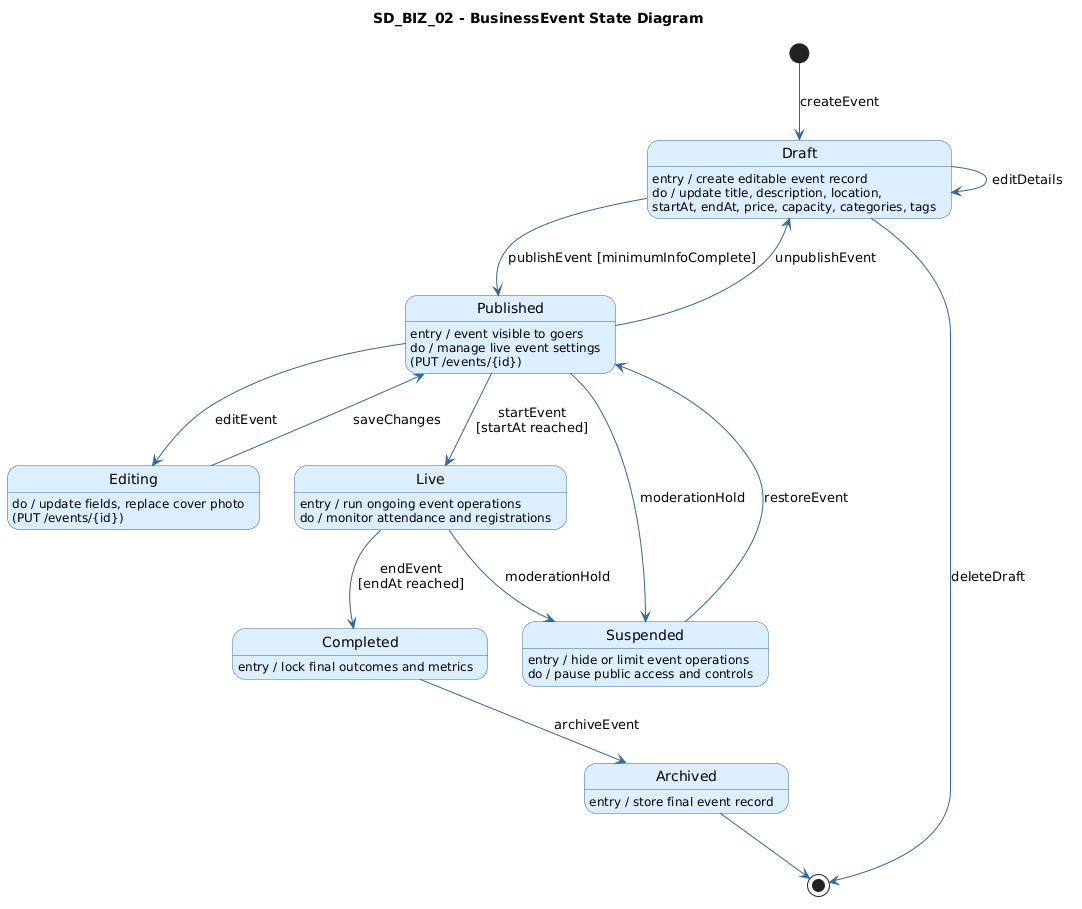 SD_BIZ_02 - BusinessEvent State Diagram
createEvent
Draft
entry / create editable event record
do / update title, description, location,
startAt, endAt, price, capacity, categories, tags
editDetails
publishEvent [minimumInfoComplete]
unpublishEvent
Published
entry / event visible to goers
do / manage live event settings
(PUT /events/{id})
editEvent
saveChanges
startEvent
[startAt reached]
moderationHold
restoreEvent
Editing
do / update fields, replace cover photo
(PUT /events/{id})
Live
entry / run ongoing event operations
do / monitor attendance and registrations
endEvent
[endAt reached]
moderationHold
deleteDraft
Completed
entry / lock final outcomes and metrics
Suspended
entry / hide or limit event operations
do / pause public access and controls
archiveEvent
Archived
entry / store final event record